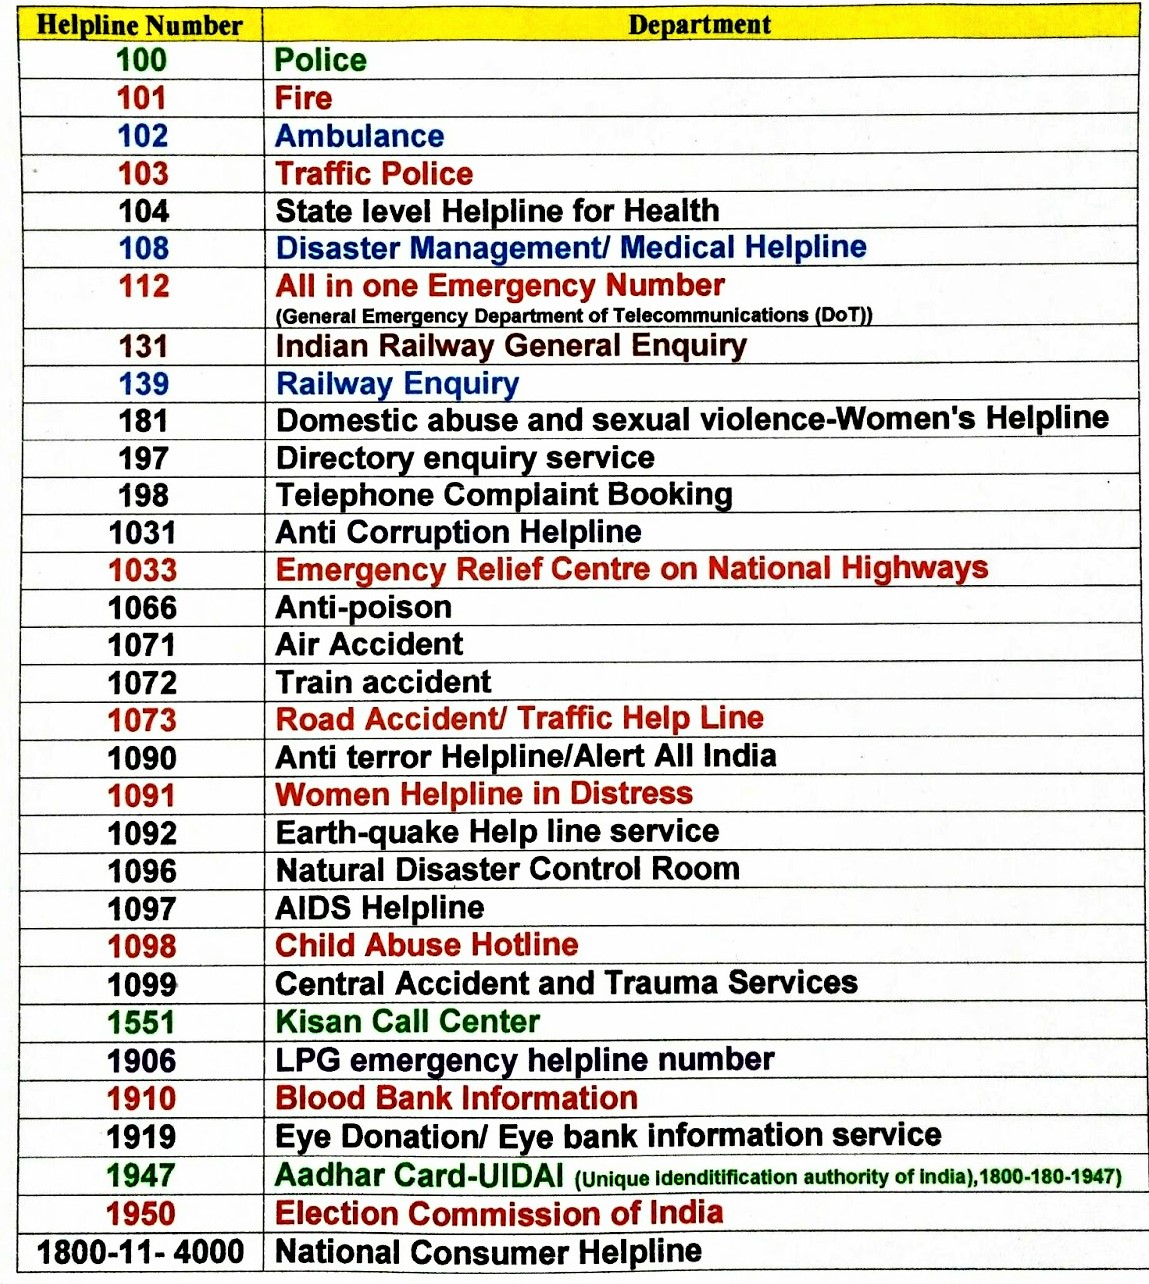 Helpline Number Department
100 Police
101 Fire
102 Ambulance
103 Traffic Police
104 State level Helpline for Health
108 Disaster Management/ Medical Helpline
112 All in one Emergency Number
(General Emergency Department of Telecommunications (DoT))
131 Indian Railway General Enquiry
139 Railway Enquiry
181 Domestic abuse and sexual violence-Women's Helpline
197 Directory enquiry service
198 Telephone Complaint Booking
1031 Anti Corruption Helpline
1033 Emergency Relief Centre on National Highways
1066 Anti-poison
1071 Air Accident
1072 Train accident
1073 Road Accident/ Traffic Help Line
1090 Anti terror Helpline/Alert All India
1091 Women Helpline in Distress
1092 Earth-quake Help line service
1096 Natural Disaster Control Room
1097 AIDS Helpline
1098 Child Abuse Hotline
1099 Central Accident and Trauma Services
1551 Kisan Call Center
1906 LPG emergency helpline number
1910 Blood Bank Information
1919 Eye Donation/ Eye bank information service
1947 Aadhar Card-UIDAI (Unique idenditification authority of india),1800-180-1947)
1950 Election Commission of India
1800-11- 4000 National Consumer Helpline